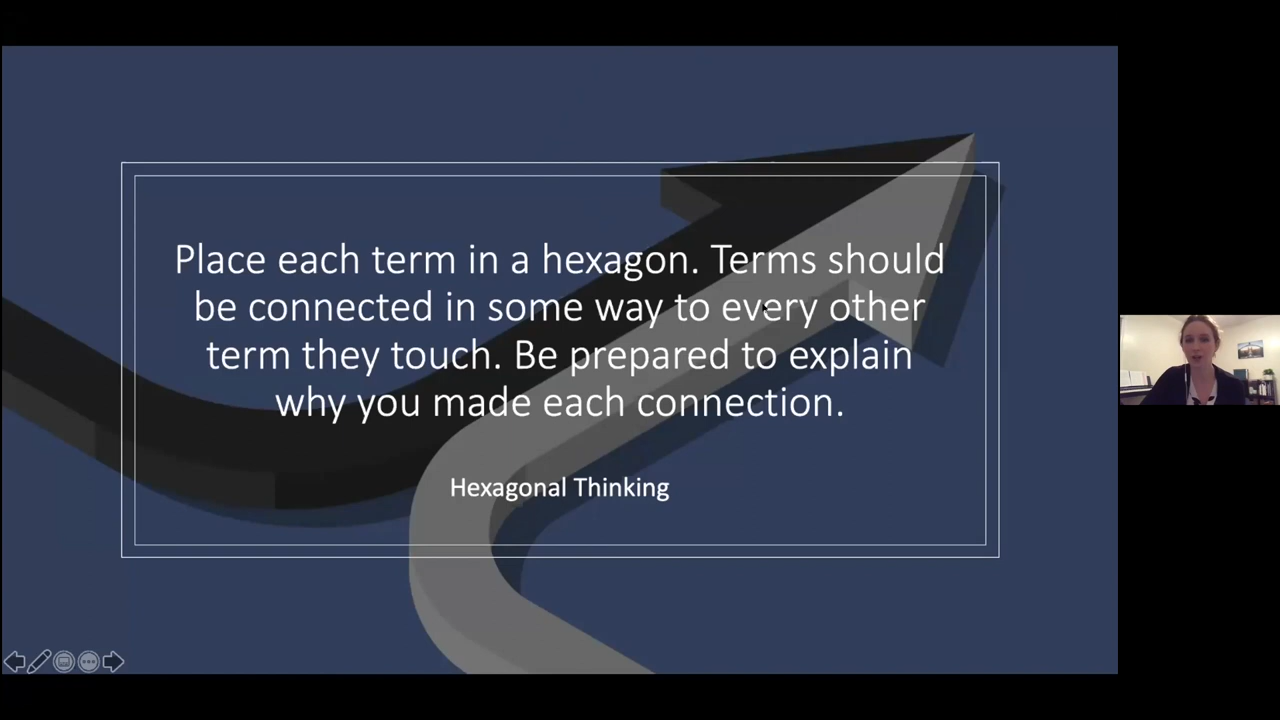 Place each term in a hexagon. Terms should
be connected in some way to every other
term they touch. Be prepared to explain
why you made each connection.
Hexagonal Thinking